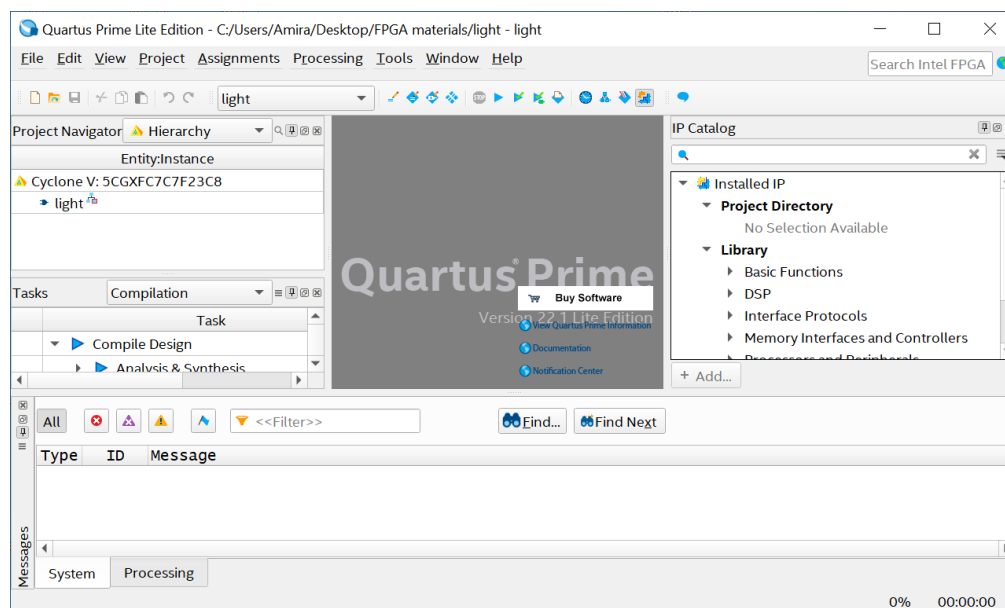 Quartus Prime Lite Edition - C:/Users/Amira/Desktop/FPGA materials/light - light
File Edit View Project Assignments Processing Tools Window Help
Search Intel FPGA
light
Project Navigator Hierarchy
Entity:Instance
Cyclone V: 5CGXFC7C7F23C8
light
Tasks Compilation
Task
Compile Design
Analysis & Synthesis
Quartus Prime
Buy Software
Version 22.1 Lite Edition
View Quartus Prime Information
Documentation
Notification Center
IP Catalog
Installed IP
Project Directory
No Selection Available
Library
Basic Functions
DSP
Interface Protocols
Memory Interfaces and Controllers
Processors and Peripherals
+ Add...
All
<<Filter>>
Find...
Find Next
Type ID Message
Messages
System Processing
0% 00:00:00